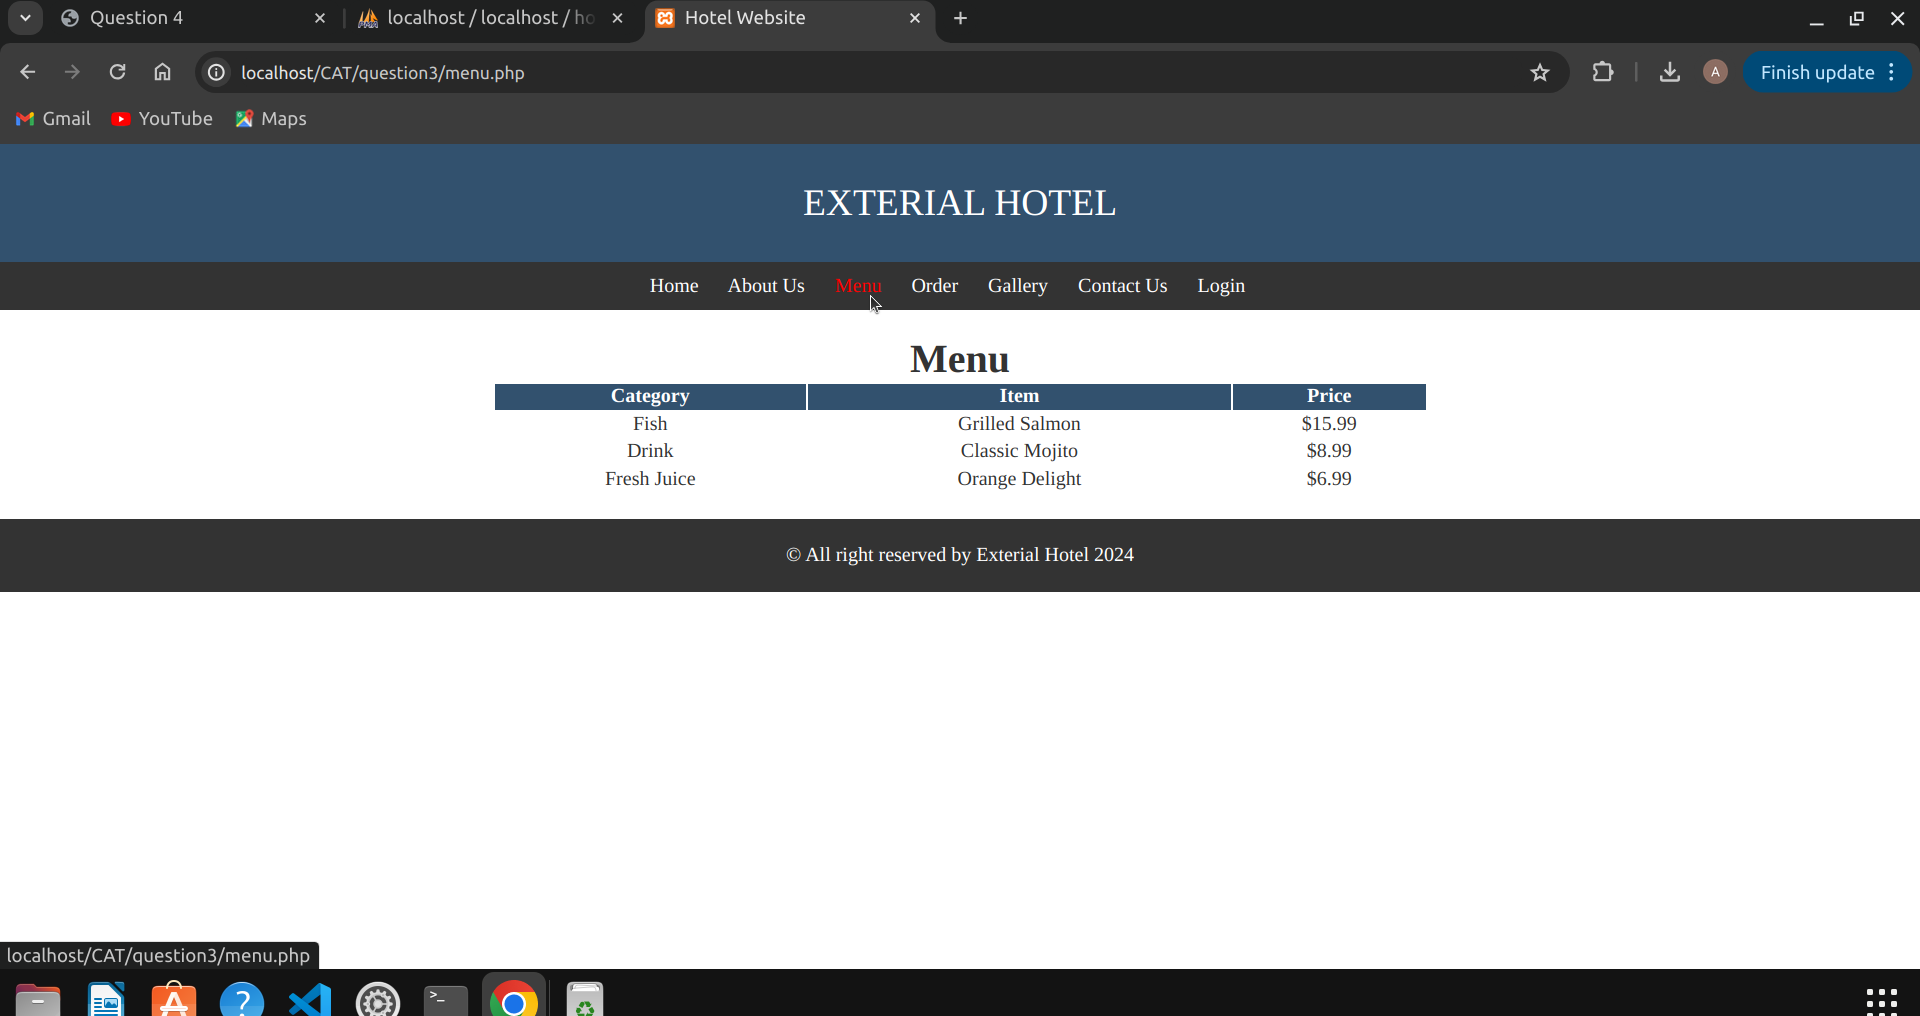 Question 4
localhost / localhost / ho
Hotel Website
localhost/CAT/question3/menu.php
A
Finish update
Gmail
YouTube
Maps
EXTERIAL HOTEL
Home About Us Menu Order Gallery Contact Us Login
Menu
Category Item Price
Fish Grilled Salmon $15.99
Drink Classic Mojito $8.99
Fresh Juice Orange Delight $6.99
© All right reserved by Exterial Hotel 2024
localhost/CAT/question3/menu.php